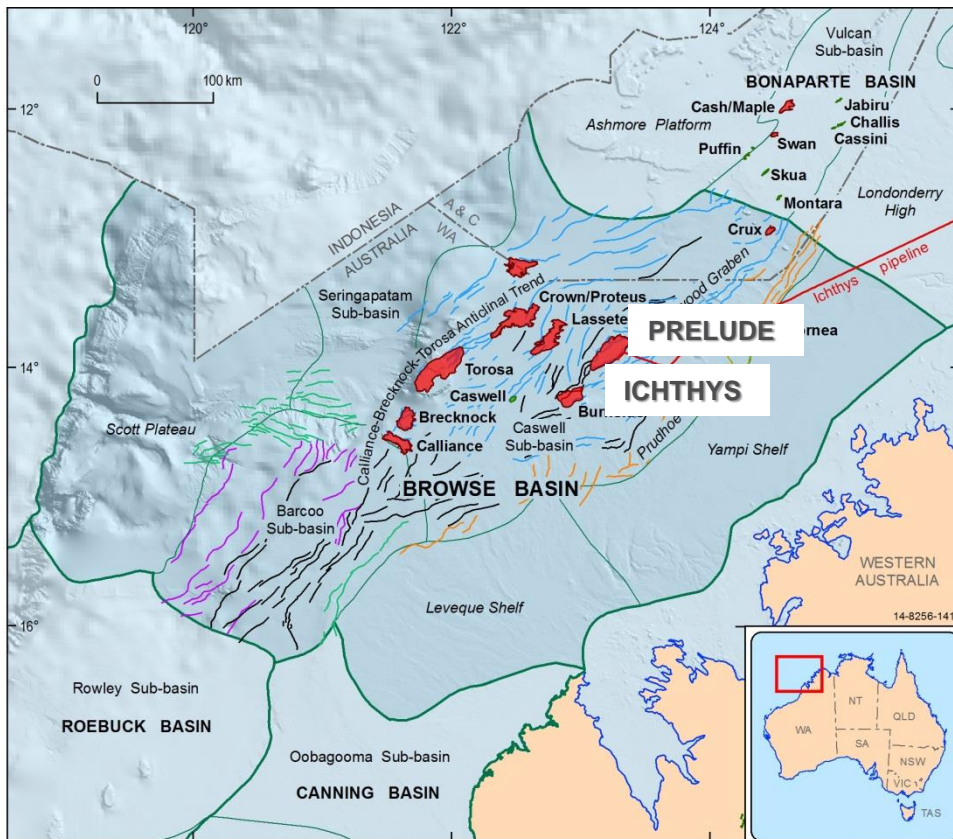 120°
122°
124°
Vulcan
Sub-basin
0
100 km
BONAPARTE BASIN
12°
Cash/Maple
Jabiru
Ashmore Platform
Challis
Swan
Cassini
Puffin
Skua
Londonderry
High
Montara
INDONESIA
AUSTRALIA
A & C
WA
Crux
Ichthys pipeline
Seringapatam
Sub-basin
Crown/Proteus
Calliance-Brecknock-Torosa Anticlinal Trend
PRELUDE
14°
Torosa
ICHTHYS
Caswell
Scott Plateau
Brecknock
Caswell
Sub-basin
Calliance
Yampi Shelf
BROWSE BASIN
Barcoo
Sub-basin
WESTERN
AUSTRALIA
Leveque Shelf
14-8256-141
16°
Rowley Sub-basin
ROEBUCK BASIN
Oobagooma Sub-basin
CANNING BASIN
NT
QLD
WA
SA
NSW
VIC
TAS